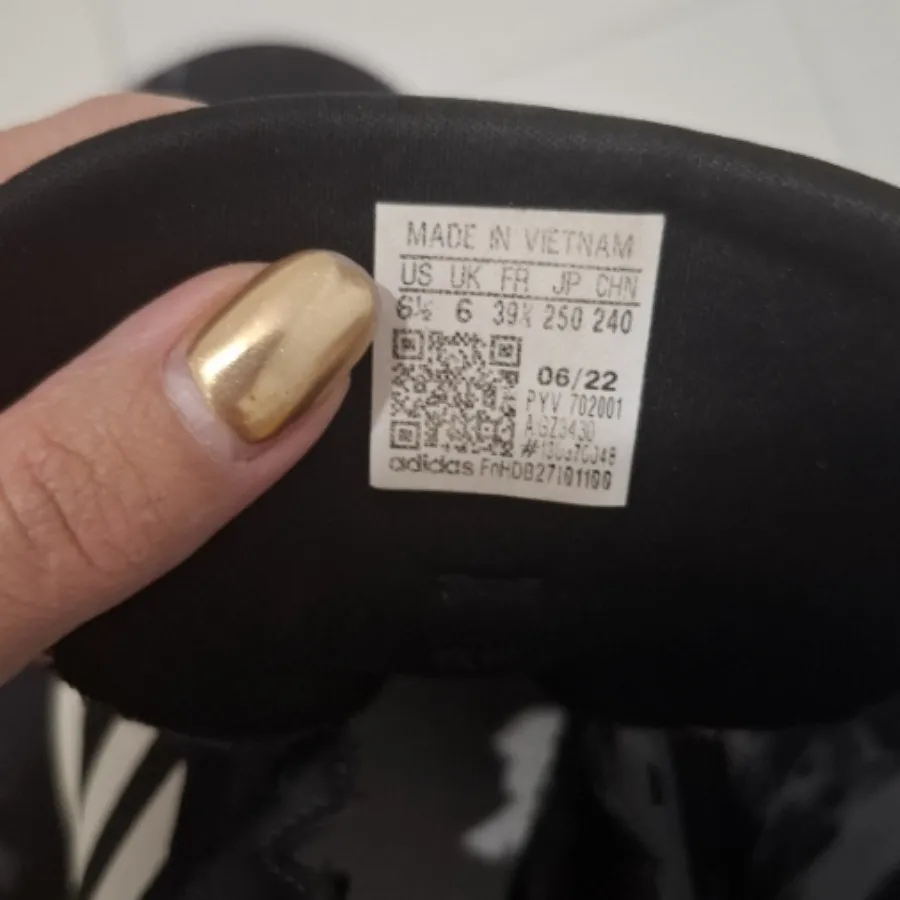 MADE IN VIETNAM
US UK FR JP CHN
6½ 6 39⅓ 250 240
06/22
PYV 702001
GZ3430
adidas